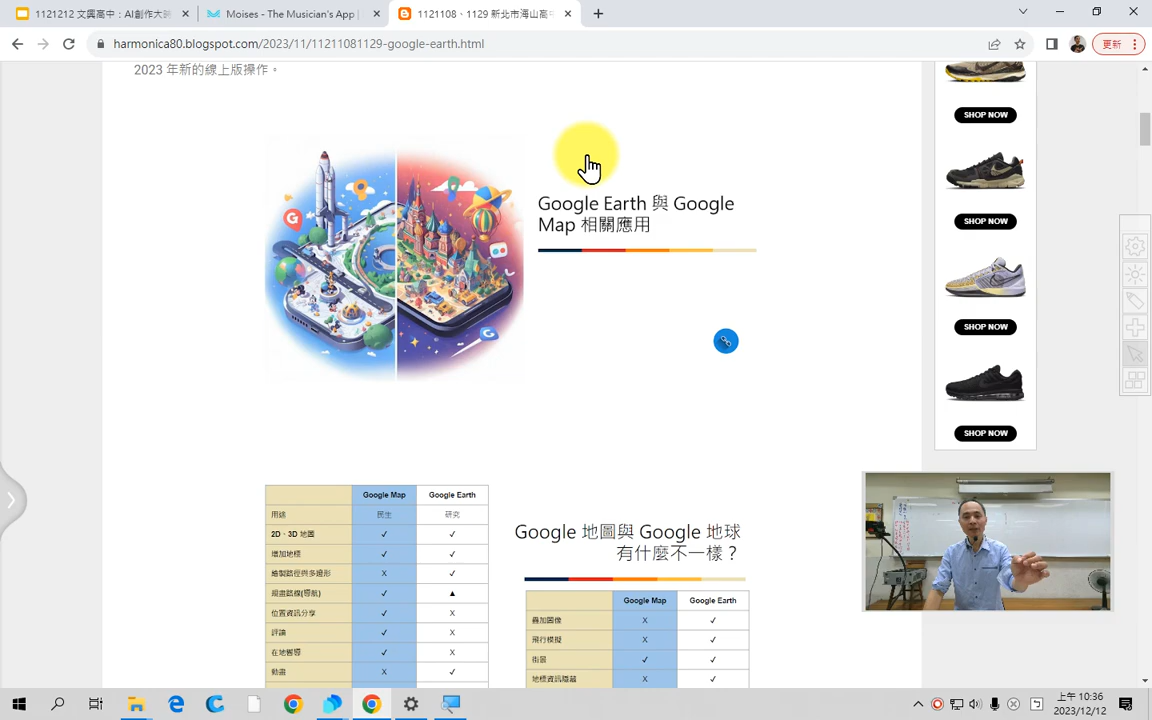 1121212 文興高中：AI創作大
Moises - The Musician's App |
1121108、1129 新北市海山高中
harmonica80.blogspot.com/2023/11/11211081129-google-earth.html
更新
2023 年新的線上版操作。
SHOP NOW
SHOP NOW
SHOP NOW
SHOP NOW
Google Earth 與 Google
Map 相關應用
Google Map Google Earth
用途 民生 研究
2D、3D 地圖 ✓ ✓
增加地標 ✓ ✓
繪製路徑與多邊形 X ✓
規畫路線(導航) ✓ ▲
位置資訊分享 ✓ X
評論 ✓ X
在地嚮導 ✓ X
動畫 X ✓
Google 地圖與 Google 地球
有什麼不一樣？
Google Map Google Earth
疊加圖像 X ✓
飛行模擬 X ✓
街景 ✓ ✓
地標資訊隱藏 X ✓
上午 10:36
2023/12/12